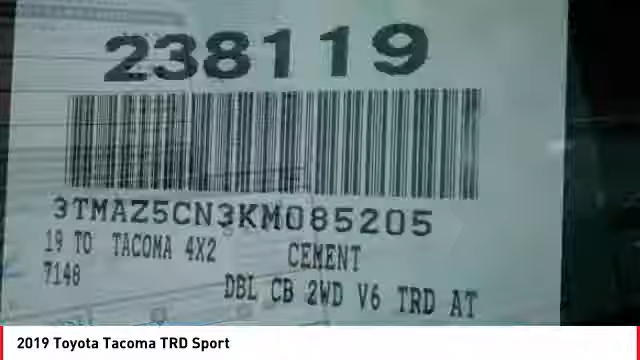 238119
3TMAZ5CN3KM085205
19 TO TACOMA 4X2 CEMENT
7148 DBL CB 2WD V6 TRD AT
2019 Toyota Tacoma TRD Sport